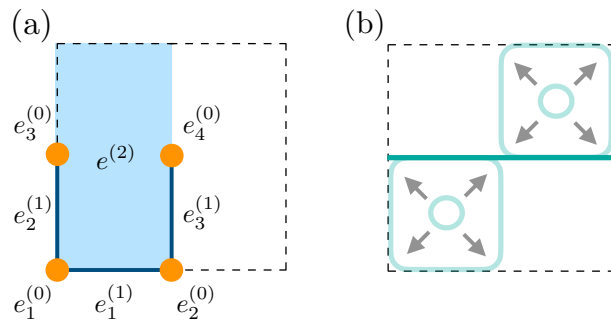 (a)
(b)
e_3^{(0)}
e_4^{(0)}
e^{(2)}
e_2^{(1)}
e_3^{(1)}
e_1^{(0)}
e_1^{(1)}
e_2^{(0)}